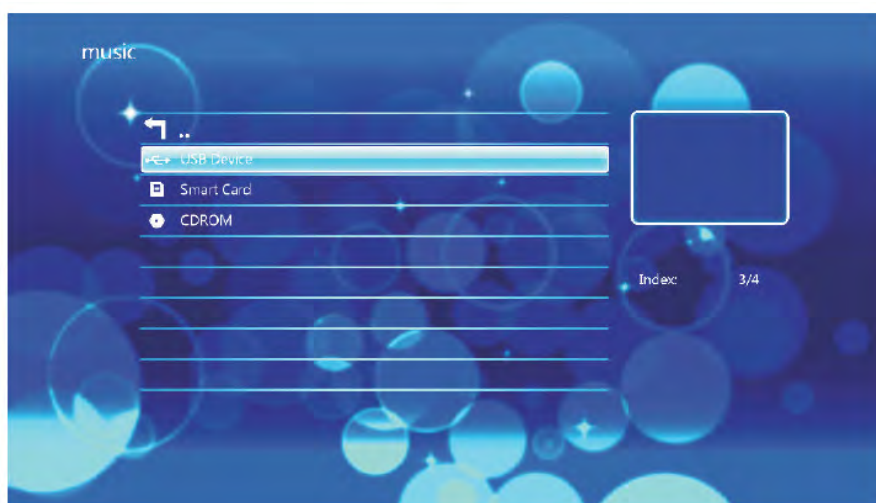 music
..
USB Device
Smart Card
CDROM
Index: 3/4